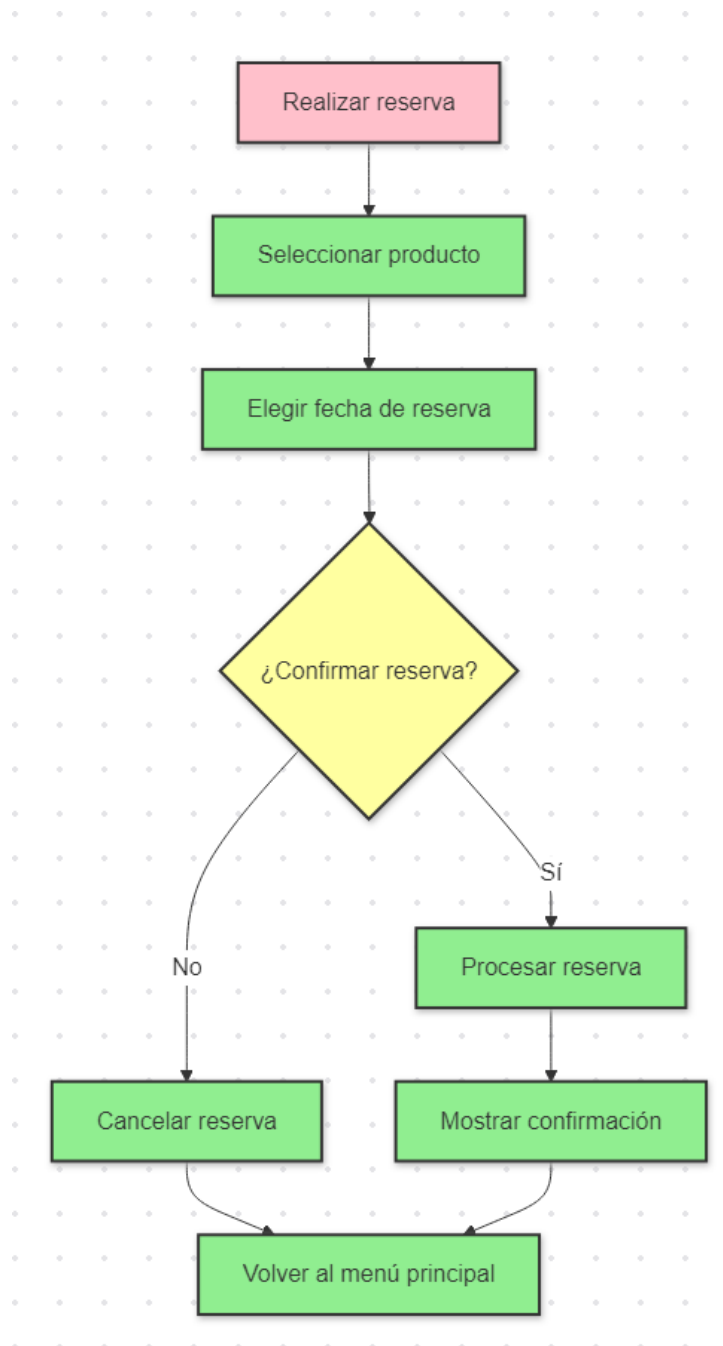 Realizar reserva
Seleccionar producto
Elegir fecha de reserva
¿Confirmar reserva?
Sí
No
Procesar reserva
Cancelar reserva
Mostrar confirmación
Volver al menú principal